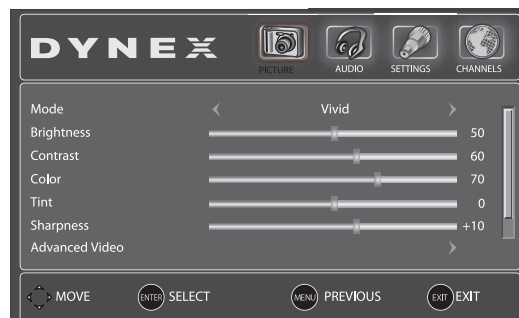 DYNEX
PICTURE AUDIO SETTINGS CHANNELS
Mode Vivid
Brightness 50
Contrast 60
Color 70
Tint 0
Sharpness +10
Advanced Video
MOVE ENTER SELECT MENU PREVIOUS EXIT EXIT